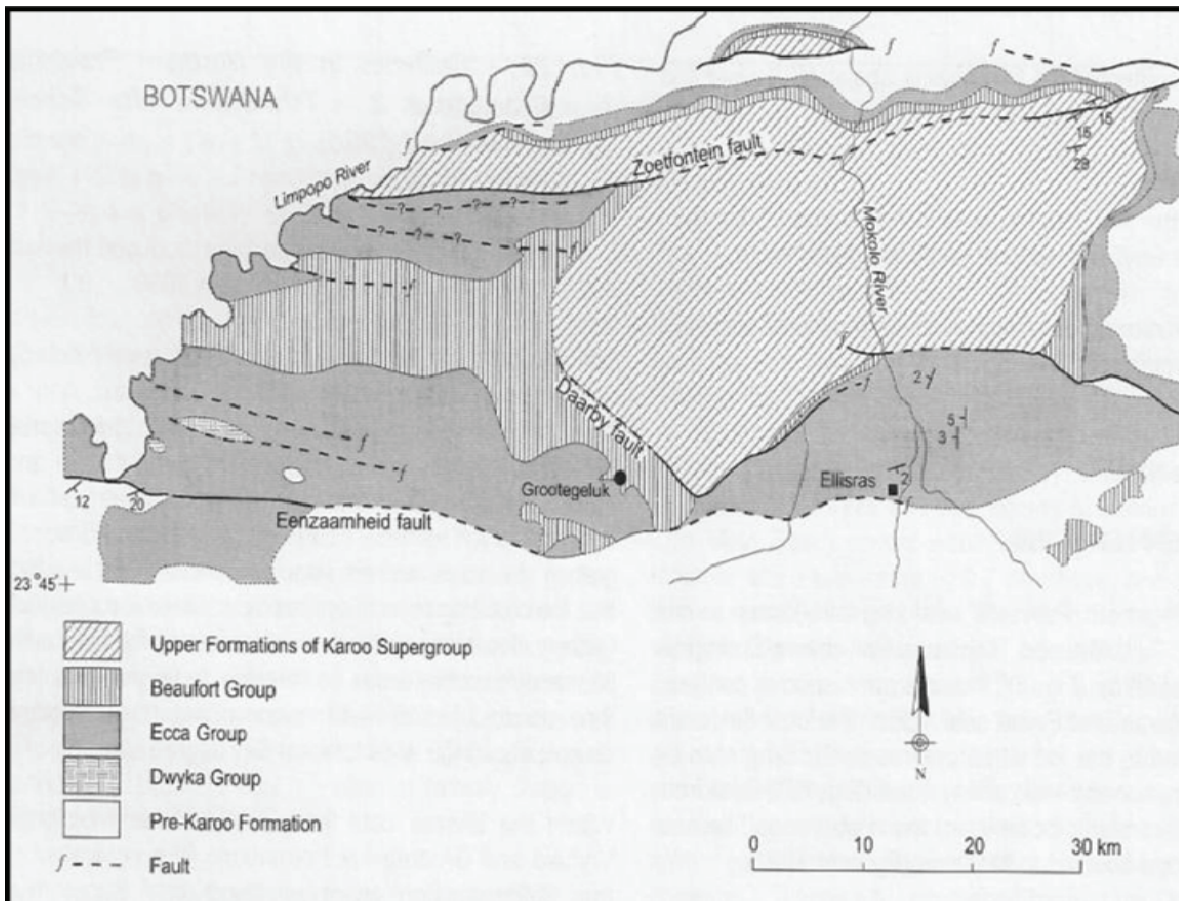 BOTSWANA
f
f
f
15
15
18
28
Zoetfontein fault
Limpopo River
? ? ? ?
? ? ?
f
f
Mokolo River
f
f
2
Daarby fault
5
3
f
f
Grootegeluk
Ellisras
2
f
12
20
Eenzaamheid fault
23°45'
Upper Formations of Karoo Supergroup
Beaufort Group
Ecca Group
Dwyka Group
Pre-Karoo Formation
f
Fault
N
0 10 20 30 km